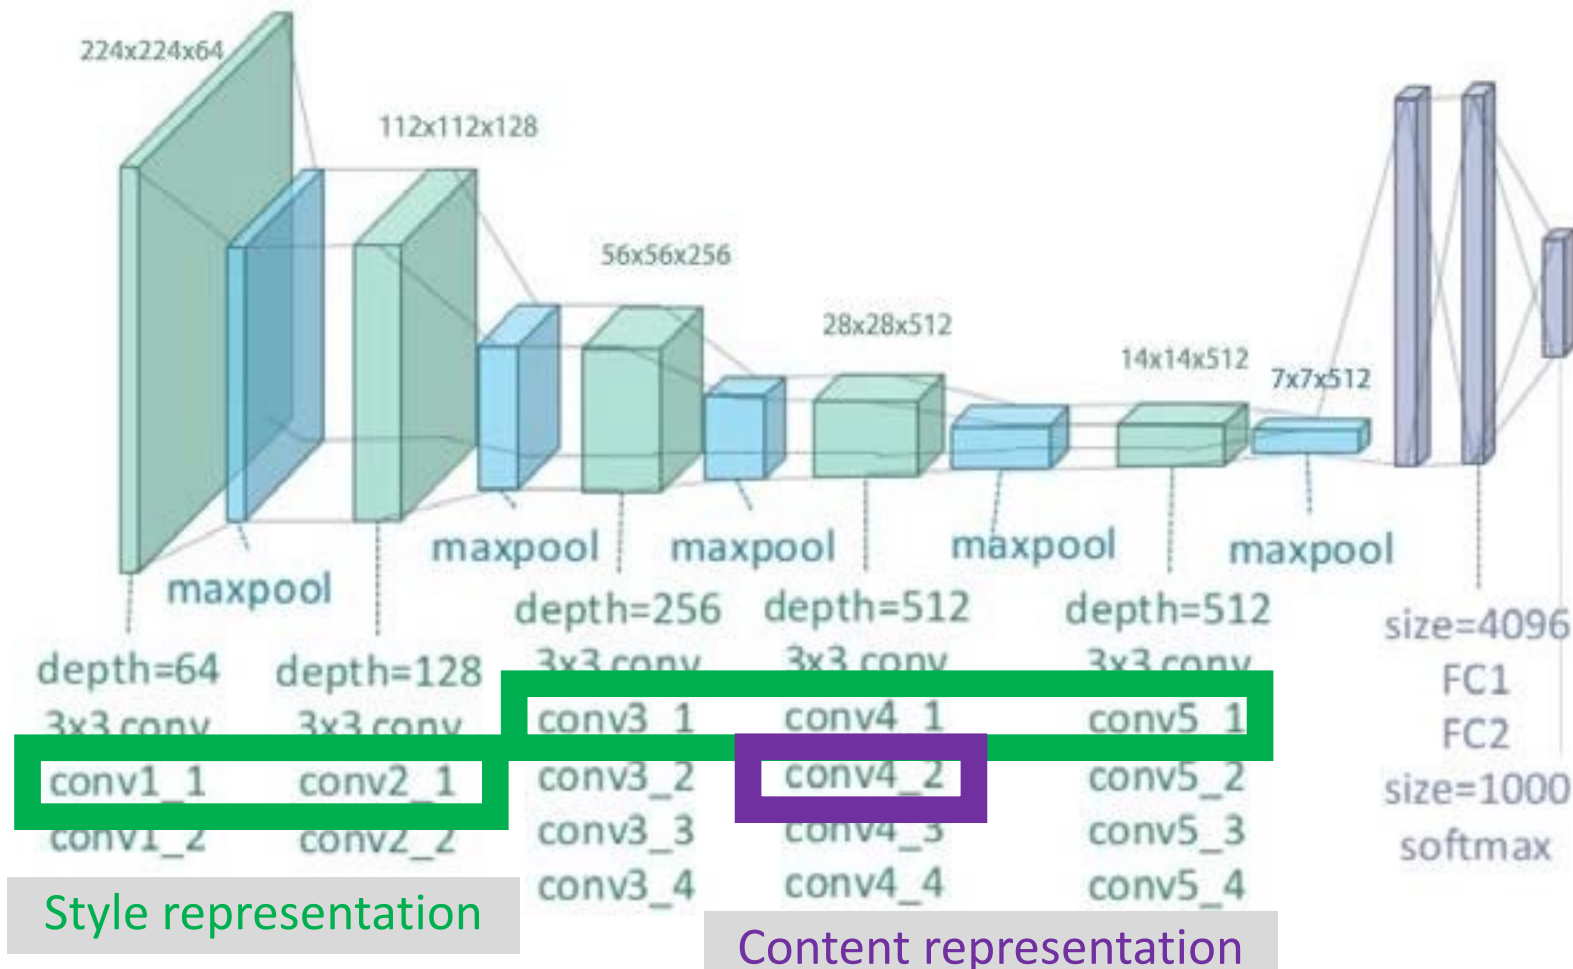 224x224x64
112x112x128
56x56x256
28x28x512
14x14x512
7x7x512
maxpool
maxpool
maxpool
maxpool
maxpool
depth=64
3x3 conv
conv1_1
conv1_2
depth=128
3x3 conv
conv2_1
conv2_2
depth=256
3x3 conv
conv3_1
conv3_2
conv3_3
conv3_4
depth=512
3x3 conv
conv4_1
conv4_2
conv4_3
conv4_4
depth=512
3x3 conv
conv5_1
conv5_2
conv5_3
conv5_4
size=4096
FC1
FC2
size=1000
softmax
Style representation
Content representation